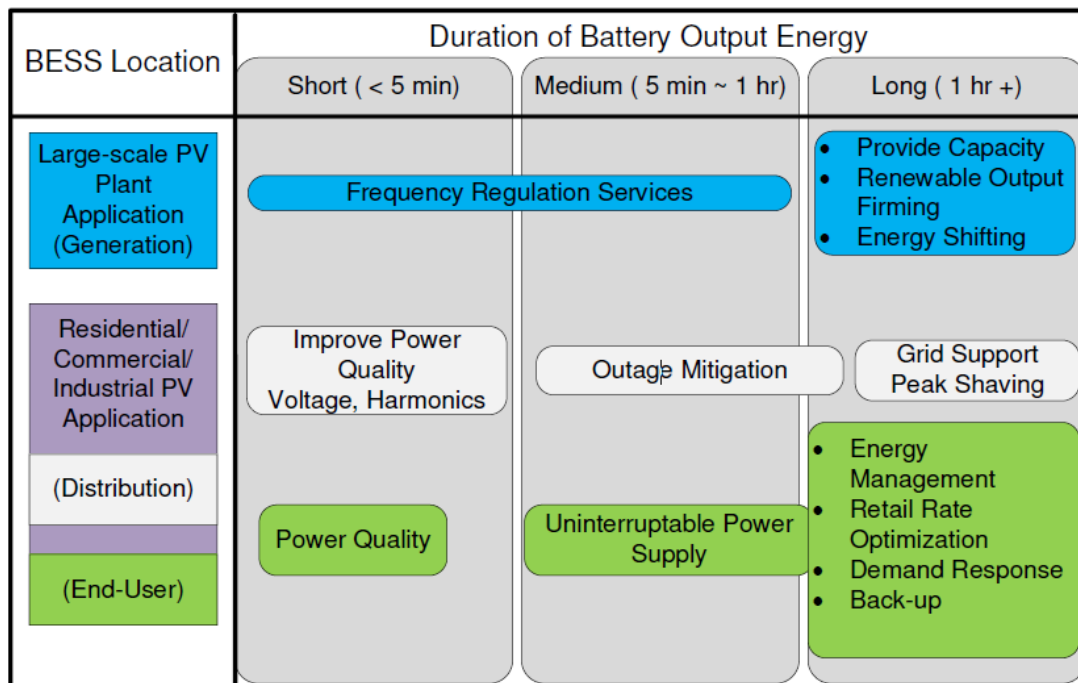 BESS Location
Duration of Battery Output Energy
Short ( < 5 min)
Medium ( 5 min ~ 1 hr)
Long ( 1 hr +)
Large-scale PV
Plant
Application
(Generation)
Frequency Regulation Services
• Provide Capacity
• Renewable Output
Firming
• Energy Shifting
Residential/
Commercial/
Industrial PV
Application
(Distribution)
(End-User)
Improve Power
Quality
Voltage, Harmonics
Outage Mitigation
Grid Support
Peak Shaving
Power Quality
Uninterruptable Power
Supply
• Energy
Management
• Retail Rate
Optimization
• Demand Response
• Back-up